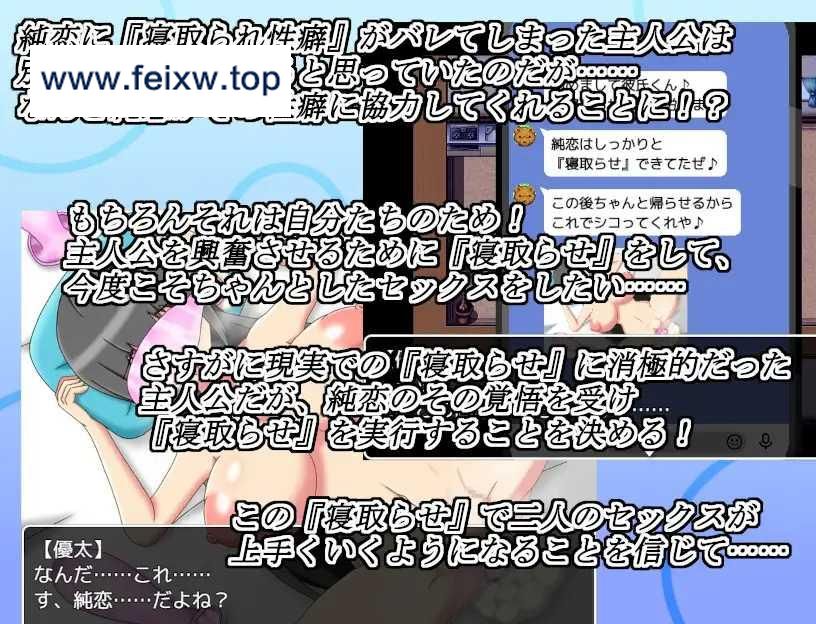 純恋に『寝取られ性癖』がバレてしまった主人公は
と思っていたのだが……
性癖に協力してくれることに！？
www.feixw.top
彼氏くん♪
純恋はしっかりと
『寝取らせ』できてたぜ♪
この後ちゃんと帰らせるから
これでシコってくれや♪
もちろんそれは自分たちのため！
主人公を興奮させるために『寝取らせ』をして、
今度こそちゃんとしたセックスをしたい……
さすがに現実での『寝取らせ』に消極的だった
主人公だが、純恋のその覚悟を受け……
『寝取らせ』を実行することを決める！
この『寝取らせ』で二人のセックスが
上手くいくようになることを信じて……
【優太】
なんだ……これ……
す、純恋……だよね？